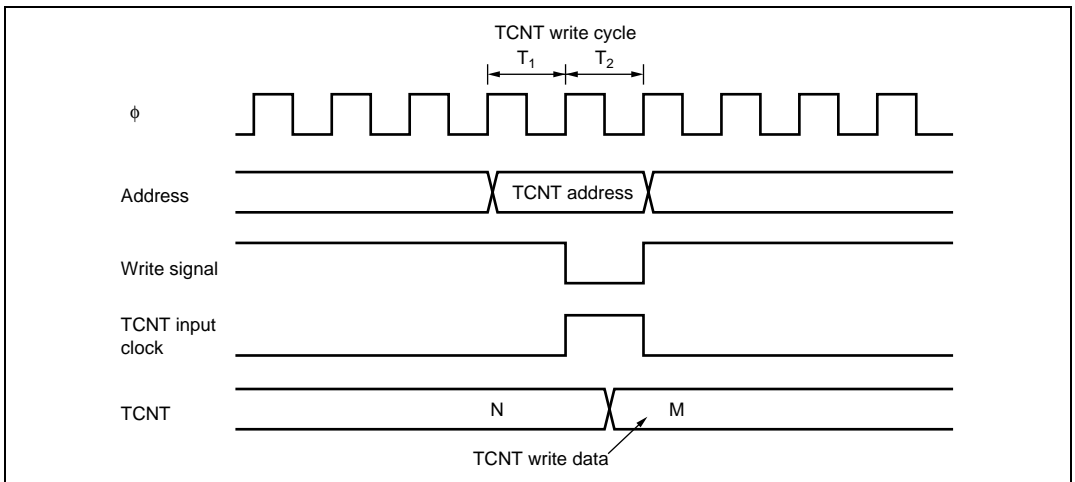 TCNT write cycle
T1 T2
ϕ
Address
TCNT address
Write signal
TCNT input
clock
TCNT
N
M
TCNT write data